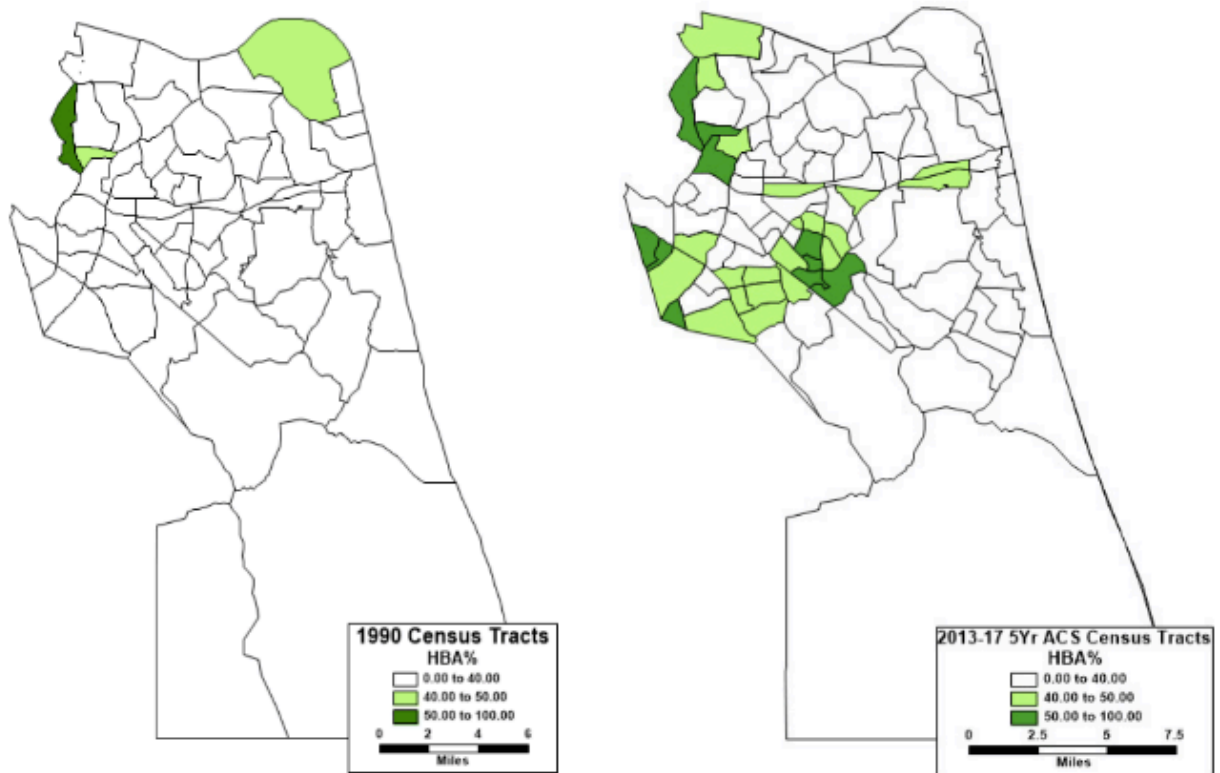 1990 Census Tracts
HBA%
0.00 to 40.00
40.00 to 50.00
50.00 to 100.00
0 2 4 6
Miles
2013-17 5Yr ACS Census Tracts
HBA%
0.00 to 40.00
40.00 to 50.00
50.00 to 100.00
0 2.5 5 7.5
Miles